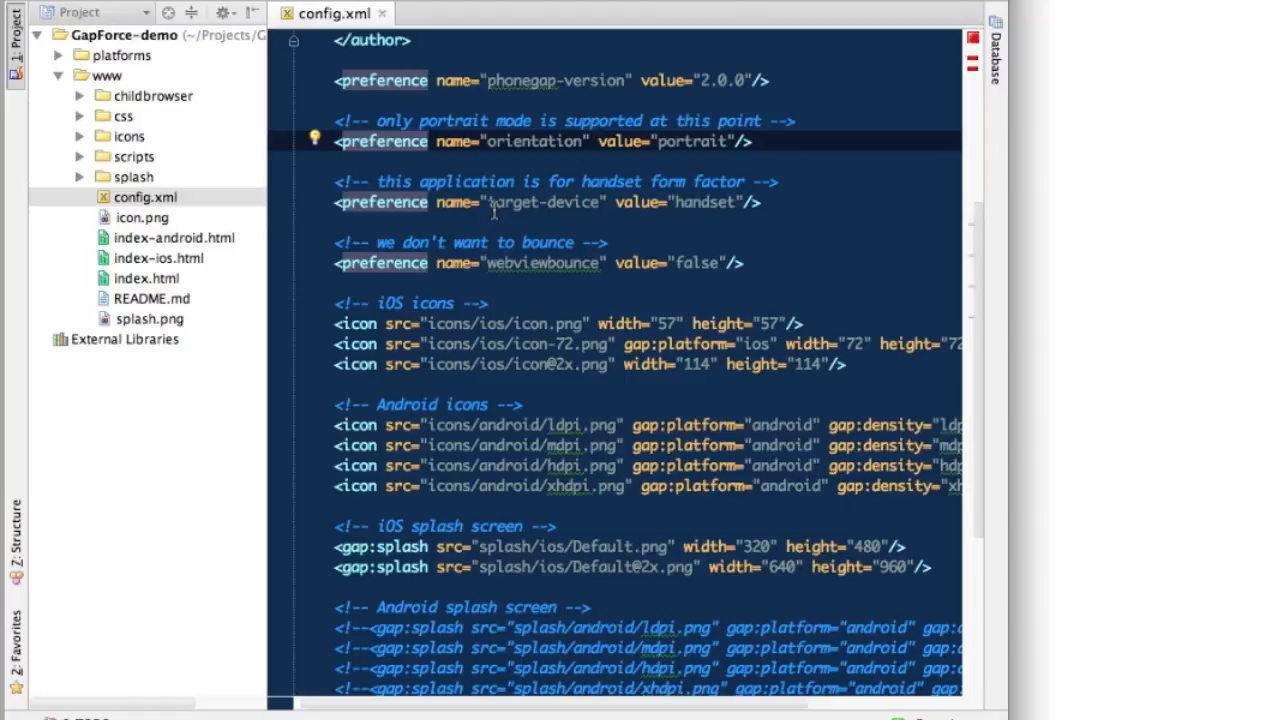 Project
config.xml
1: Project
GapForce-demo (~/Projects/G
platforms
www
childbrowser
css
icons
scripts
splash
config.xml
icon.png
index-android.html
index-ios.html
index.html
README.md
splash.png
External Libraries
Z: Structure
2: Favorites
</author>
<preference name="phonegap-version" value="2.0.0"/>
<!-- only portrait mode is supported at this point -->
<preference name="orientation" value="portrait"/>
<!-- this application is for handset form factor -->
<preference name="target-device" value="handset"/>
<!-- we don't want to bounce -->
<preference name="webviewbounce" value="false"/>
<!-- iOS icons -->
<icon src="icons/ios/icon.png" width="57" height="57"/>
<icon src="icons/ios/icon-72.png" gap:platform="ios" width="72" height="72
<icon src="icons/ios/icon@2x.png" width="114" height="114"/>
<!-- Android icons -->
<icon src="icons/android/ldpi.png" gap:platform="android" gap:density="ldp
<icon src="icons/android/mdpi.png" gap:platform="android" gap:density="mdp
<icon src="icons/android/hdpi.png" gap:platform="android" gap:density="hdp
<icon src="icons/android/xhdpi.png" gap:platform="android" gap:density="xh
<!-- iOS splash screen -->
<gap:splash src="splash/ios/Default.png" width="320" height="480"/>
<gap:splash src="splash/ios/Default@2x.png" width="640" height="960"/>
<!-- Android splash screen -->
<!--<gap:splash src="splash/android/ldpi.png" gap:platform="android" gap:d
<!--<gap:splash src="splash/android/mdpi.png" gap:platform="android" gap:d
<!--<gap:splash src="splash/android/hdpi.png" gap:platform="android" gap:d
<!--<gap:splash src="splash/android/xhdpi.png" gap:platform="android" gap:
Database